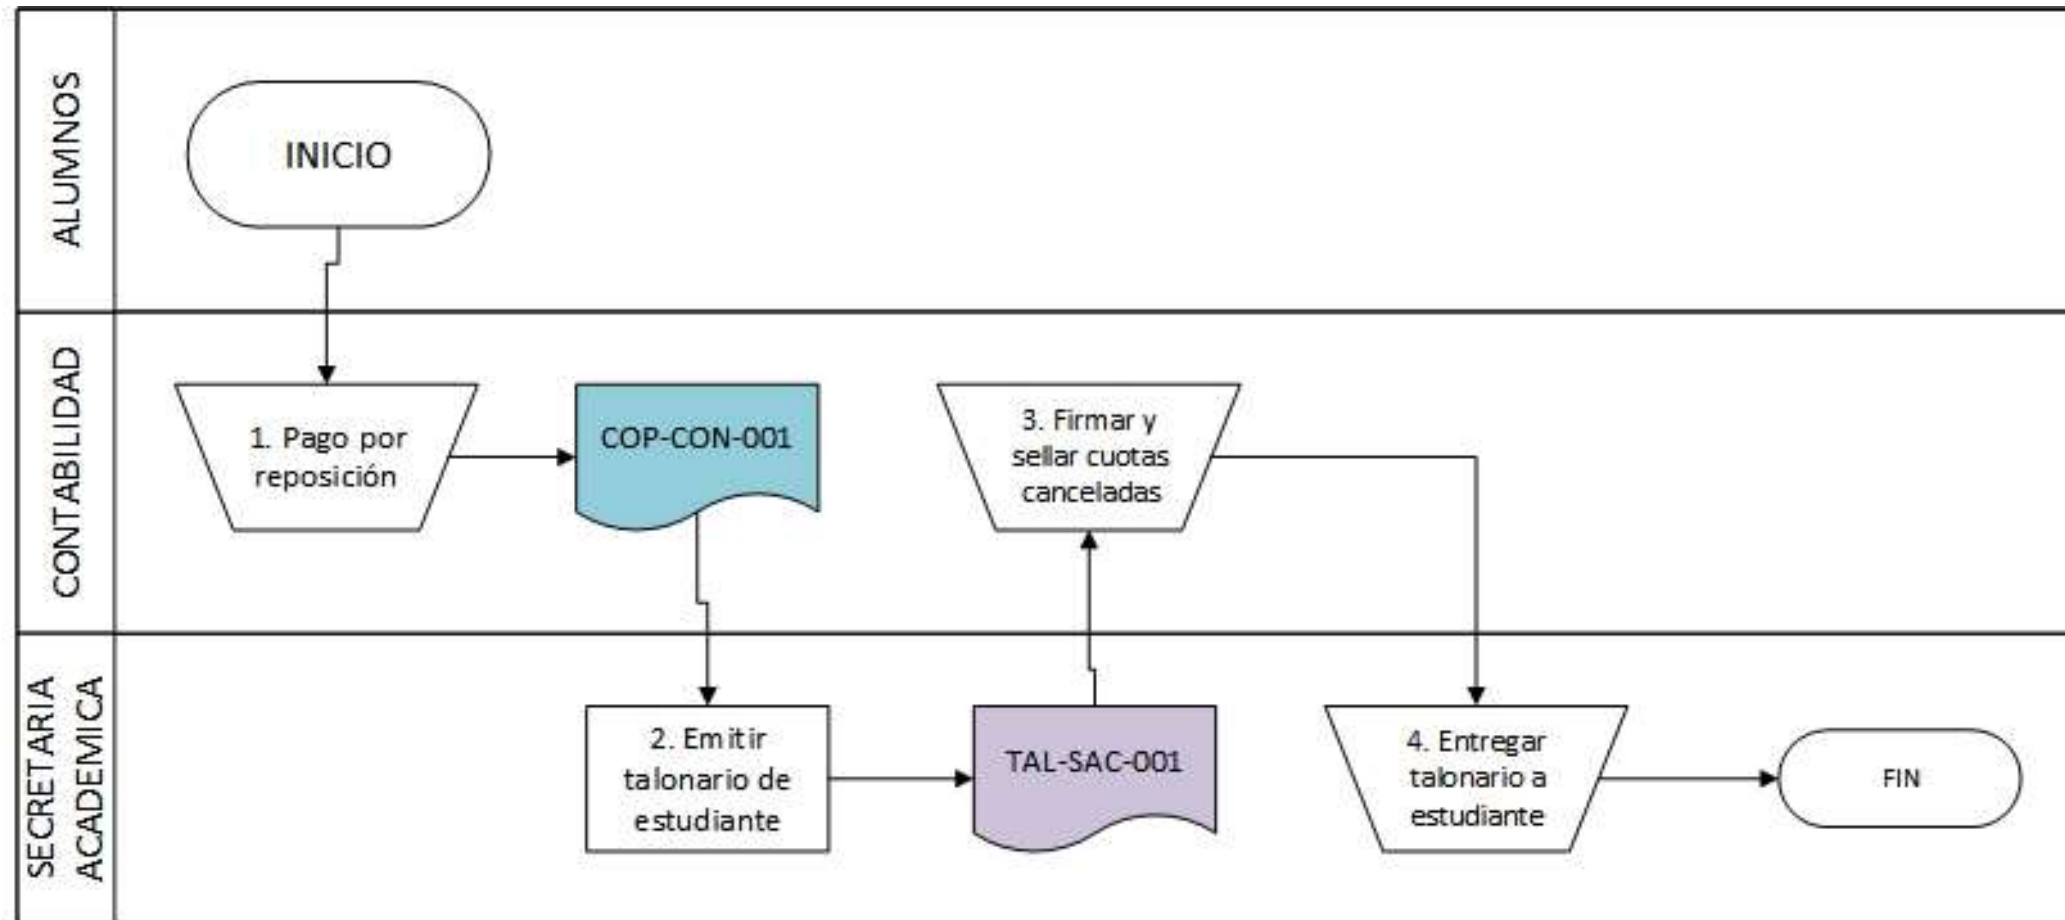 ALUMNOS
INICIO
CONTABILIDAD
1. Pago por
reposición
COP-CON-001
3. Firmar y
sellar cuotas
canceladas
SECRETARIA
ACADEMICA
2. Emitir
talonario de
estudiante
TAL-SAC-001
4. Entregar
talonario a
estudiante
FIN